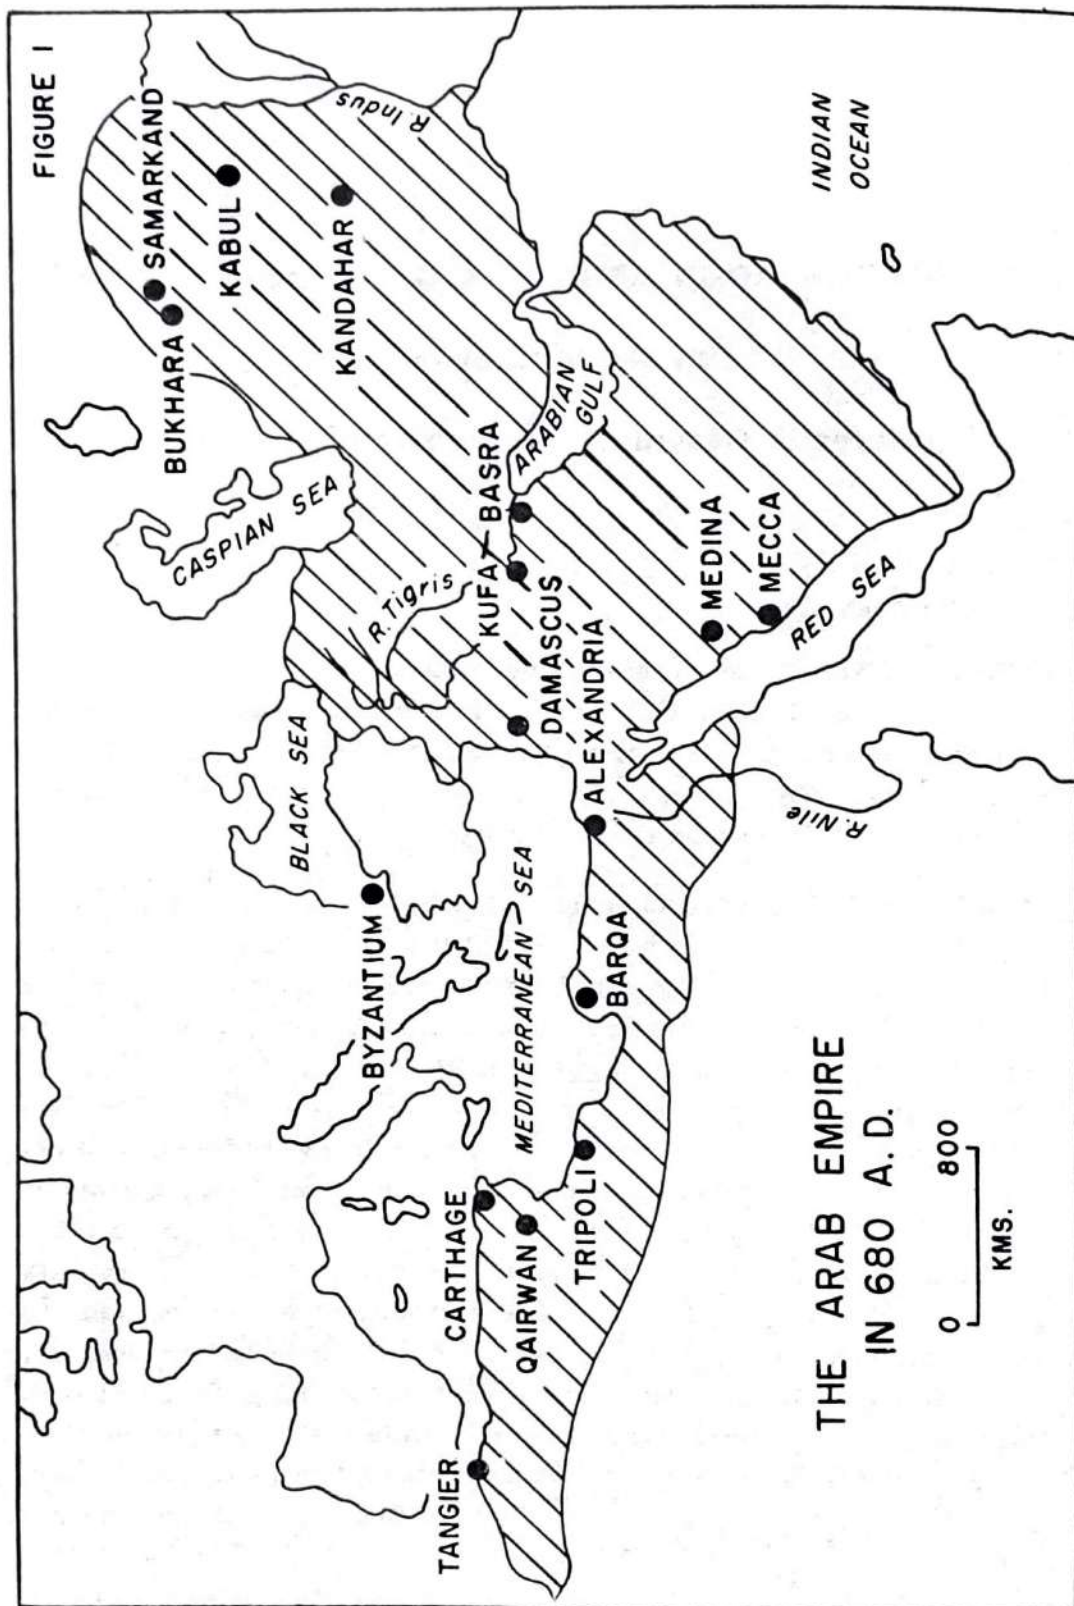 FIGURE 1
SAMARKAND
BUKHARA
KABUL
KANDAHAR
R. Indus
CASPIAN SEA
BLACK SEA
R. Tigris
KUFA
BASRA
ARABIAN
GULF
DAMASCUS
ALEXANDRIA
MEDINA
MECCA
RED SEA
INDIAN
OCEAN
R. Nile
BYZANTIUM
MEDITERRANEAN SEA
BARQA
TRIPOLI
CARTHAGE
QAIRWAN
TANGIER
THE ARAB EMPIRE
IN 680 A.D.
0 800
KMS.